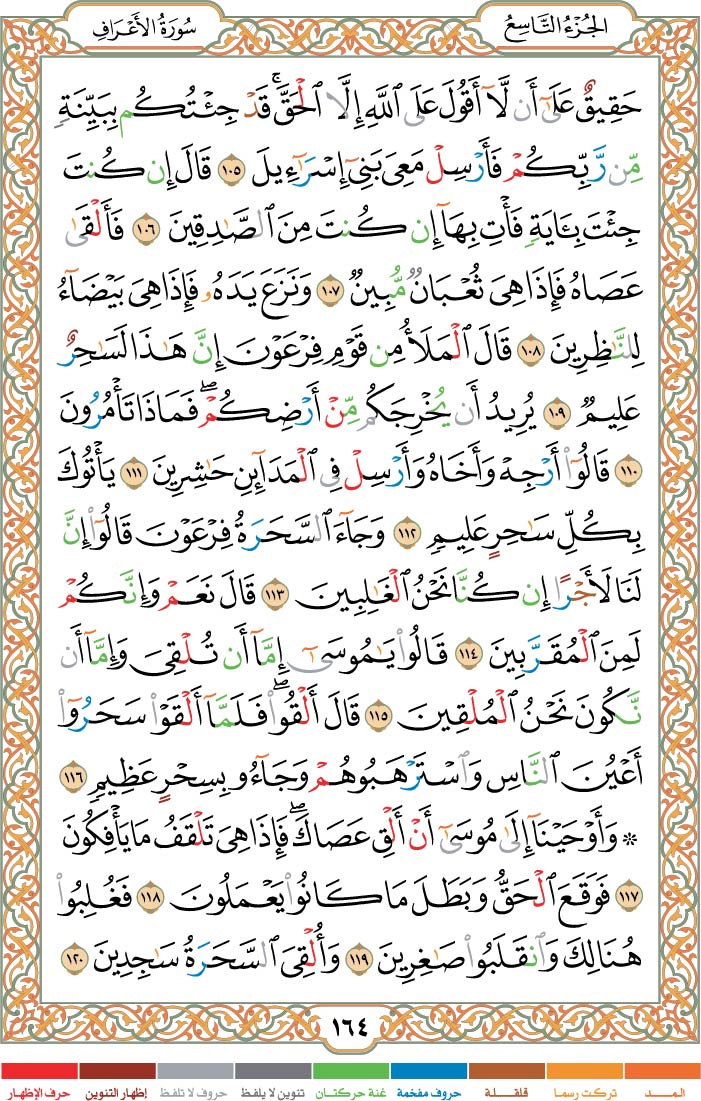 الجُزْءُ التَّاسِعُ
سُورَةُ الأَعْرَافِ
حَقِيقٌ عَلَىٰٓ أَن لَّآ أَقُولَ عَلَى ٱللَّهِ إِلَّا ٱلْحَقَّ ۚ قَدْ جِئْتُكُم بِبَيِّنَةٍ
مِّن رَّبِّكُمْ فَأَرْسِلْ مَعِىَ بَنِىٓ إِسْرَٰٓءِيلَ ١٠٥ قَالَ إِن كُنتَ
جِئْتَ بِـَٔايَةٍ فَأْتِ بِهَآ إِن كُنتَ مِنَ ٱلصَّـٰدِقِينَ ١٠٦ فَأَلْقَىٰ
عَصَاهُ فَإِذَا هِىَ ثُعْبَانٌ مُّبِينٌ ١٠٧ وَنَزَعَ يَدَهُۥ فَإِذَا هِىَ بَيْضَآءُ
لِلنَّـٰظِرِينَ ١٠٨ قَالَ ٱلْمَلَأُ مِن قَوْمِ فِرْعَوْنَ إِنَّ هَـٰذَا لَسَـٰحِرٌ
عَلِيمٌ ١٠٩ يُرِيدُ أَن يُخْرِجَكُم مِّنْ أَرْضِكُمْ ۖ فَمَاذَا تَأْمُرُونَ
١١٠ قَالُوٓا۟ أَرْجِهْ وَأَخَاهُ وَأَرْسِلْ فِى ٱلْمَدَآئِنِ حَـٰشِرِينَ ١١١ يَأْتُوكَ
بِكُلِّ سَـٰحِرٍ عَلِيمٍ ١١٢ وَجَآءَ ٱلسَّحَرَةُ فِرْعَوْنَ قَالُوٓا۟ إِنَّ
لَنَا لَأَجْرًا إِن كُنَّا نَحْنُ ٱلْغَـٰلِبِينَ ١١٣ قَالَ نَعَمْ وَإِنَّكُمْ
لَمِنَ ٱلْمُقَرَّبِينَ ١١٤ قَالُوا۟ يَـٰمُوسَىٰٓ إِمَّآ أَن تُلْقِىَ وَإِمَّآ أَن
نَّكُونَ نَحْنُ ٱلْمُلْقِينَ ١١٥ قَالَ أَلْقُوا۟ ۖ فَلَمَّآ أَلْقَوْا۟ سَحَرُوٓا۟
أَعْيُنَ ٱلنَّاسِ وَٱسْتَرْهَبُوهُمْ وَجَآءُو بِسِحْرٍ عَظِيمٍ ١١٦
۞ وَأَوْحَيْنَآ إِلَىٰ مُوسَىٰٓ أَنْ أَلْقِ عَصَاكَ ۖ فَإِذَا هِىَ تَلْقَفُ مَا يَأْفِكُونَ
١١٧ فَوَقَعَ ٱلْحَقُّ وَبَطَلَ مَا كَانُوا۟ يَعْمَلُونَ ١١٨ فَغُلِبُوا۟
هُنَالِكَ وَٱنقَلَبُوا۟ صَـٰغِرِينَ ١١٩ وَأُلْقِىَ ٱلسَّحَرَةُ سَـٰجِدِينَ ١٢٠
١٦٤
المـــد تركت رسما قلقـلة حروف مفخمة غنة حركتان تنوين لا يلفظ حروف لا تلفظ إظهار التنوين حرف الإظهار